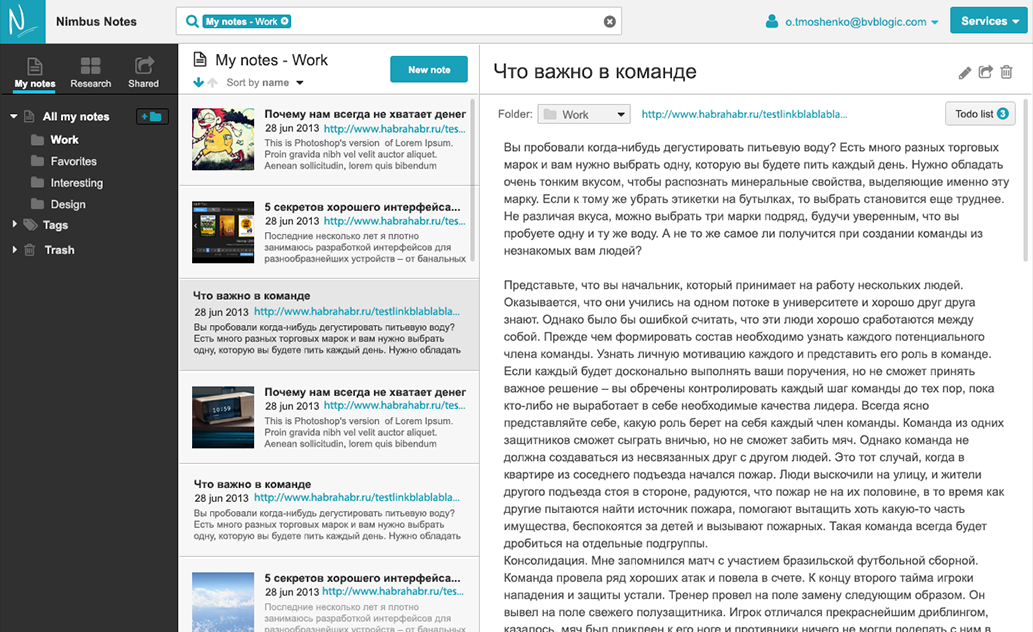 Nimbus Notes
My notes - Work
o.tmoshenko@bvblogic.com
Services
My notes
Research
Shared
All my notes
Work
Favorites
Interesting
Design
Tags
Trash
My notes - Work
Sort by name
New note
Почему нам всегда не хватает денег
28 jun 2013 http://www.habrahabr.ru/tes...
This is Photoshop's version of Lorem Ipsum.
Proin gravida nibh vel velit auctor aliquet.
Aenean sollicitudin, lorem quis bibendum
5 секретов хорошего интерфейса...
28 jun 2013 http://www.habrahabr.ru/tes...
Последние несколько лет я плотно
занимаюсь разработкой интерфейсов для
разнообразнейших устройств – от банальных
Что важно в команде
28 jun 2013 http://www.habrahabr.ru/testlinkblablabla...
Вы пробовали когда-нибудь дегустировать питьевую воду?
Есть много разных торговых марок и вам нужно выбрать
одну, которую вы будете пить каждый день. Нужно обладать
10:59
Почему нам всегда не хватает денег
28 jun 2013 http://www.habrahabr.ru/tes...
This is Photoshop's version of Lorem Ipsum.
Proin gravida nibh vel velit auctor aliquet.
Aenean sollicitudin, lorem quis bibendum
Что важно в команде
28 jun 2013 http://www.habrahabr.ru/testlinkblablabla...
Вы пробовали когда-нибудь дегустировать питьевую воду?
Есть много разных торговых марок и вам нужно выбрать
одну, которую вы будете пить каждый день. Нужно обладать
5 секретов хорошего интерфейса...
28 jun 2013 http://www.habrahabr.ru/tes...
Последние несколько лет я плотно
занимаюсь разработкой интерфейсов для
разнообразнейших устройств – от банальных
Что важно в команде
Folder: Work http://www.habrahabr.ru/testlinkblablabla...
Todo list 3
Вы пробовали когда-нибудь дегустировать питьевую воду? Есть много разных торговых
марок и вам нужно выбрать одну, которую вы будете пить каждый день. Нужно обладать
очень тонким вкусом, чтобы распознать минеральные свойства, выделяющие именно эту
марку. Если к тому же убрать этикетки на бутылках, то выбрать становится еще труднее.
Не различая вкуса, можно выбрать три марки подряд, будучи уверенным, что вы
пробуете одну и ту же воду. А не то же самое ли получится при создании команды из
незнакомых вам людей?
Представьте, что вы начальник, который принимает на работу нескольких людей.
Оказывается, что они учились на одном потоке в университете и хорошо друг друга
знают. Однако было бы ошибкой считать, что эти люди хорошо сработаются между
собой. Прежде чем формировать состав необходимо узнать каждого потенциального
члена команды. Узнать личную мотивацию каждого и представить его роль в команде.
Если каждый будет досконально выполнять ваши поручения, но не сможет принять
важное решение – вы обречены контролировать каждый шаг команды до тех пор, пока
кто-либо не выработает в себе необходимые качества лидера. Всегда ясно
представляйте себе, какую роль берет на себя каждый член команды. Команда из одних
защитников сможет сыграть вничью, но не сможет забить мяч. Однако команда не
должна создаваться из несвязанных друг с другом людей. Это тот случай, когда в
квартире из соседнего подъезда начался пожар. Люди выскочили на улицу, и жители
другого подъезда стоя в стороне, радуются, что пожар не на их половине, в то время как
другие пытаются найти источник пожара, помогают вытащить хоть какую-то часть
имущества, беспокоятся за детей и вызывают пожарных. Такая команда всегда будет
дробиться на отдельные подгруппы.
Консолидация. Мне запомнился матч с участием бразильской футбольной сборной.
Команда провела ряд хороших атак и повела в счете. К концу второго тайма игроки
нападения и защиты устали. Тренер провел на поле замену следующим образом. Он
вывел на поле свежего полузащитника. Игрок отличался прекраснейшим дриблингом,
казалось, мяч был приклеен к его ноге и противники ничего не могли поделать с ним в